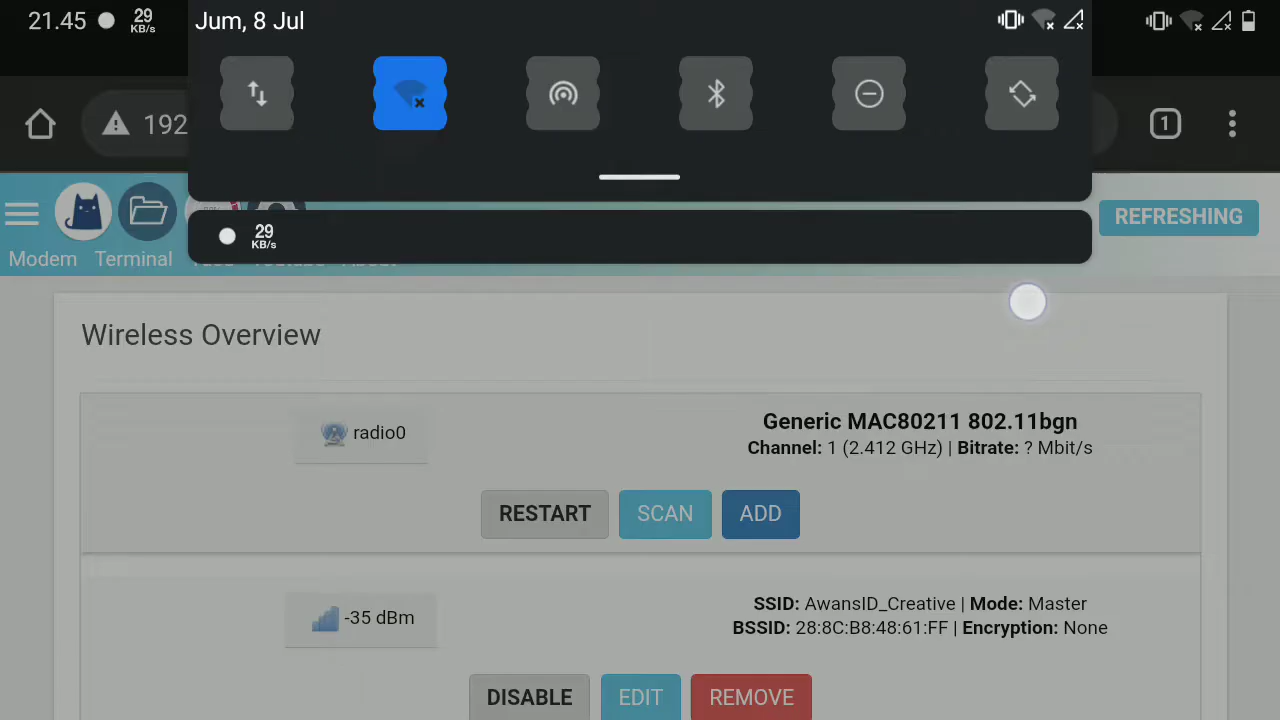 21.45
29
KB/s
Jum, 8 Jul
192
1
Modem
Terminal
REFRESHING
29
KB/s
Wireless Overview
radio0
Generic MAC80211 802.11bgn
Channel: 1 (2.412 GHz) | Bitrate: ? Mbit/s
RESTART
SCAN
ADD
-35 dBm
SSID: AwansID_Creative | Mode: Master
BSSID: 28:8C:B8:48:61:FF | Encryption: None
DISABLE
EDIT
REMOVE